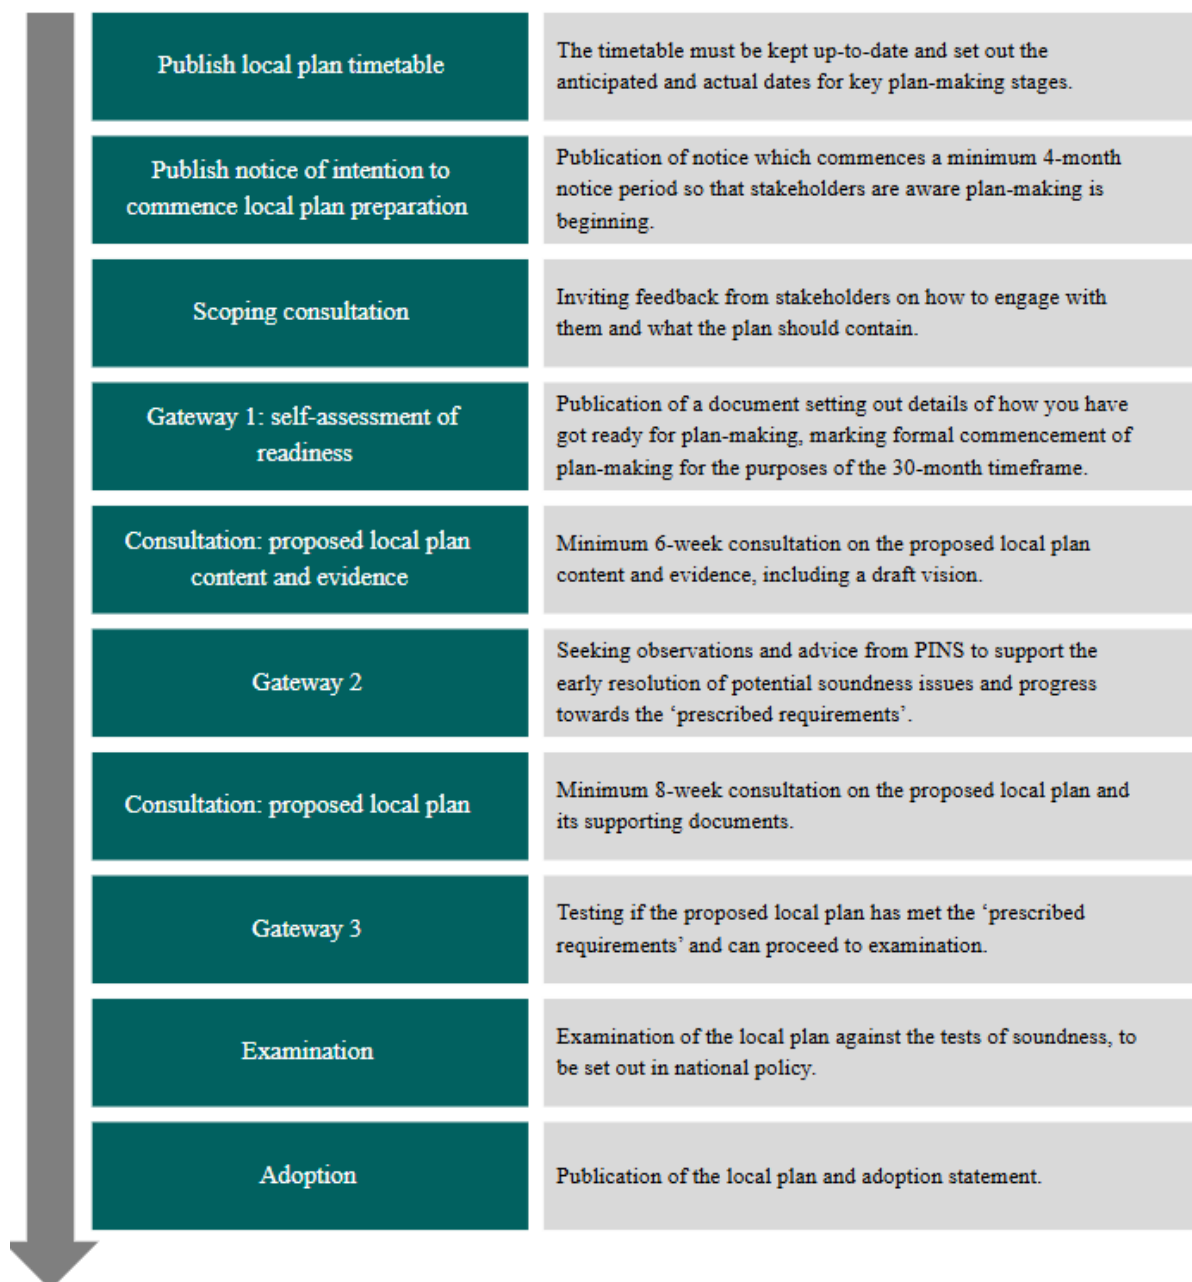 Publish local plan timetable
The timetable must be kept up-to-date and set out the
anticipated and actual dates for key plan-making stages.
Publish notice of intention to
commence local plan preparation
Publication of notice which commences a minimum 4-month
notice period so that stakeholders are aware plan-making is
beginning.
Scoping consultation
Inviting feedback from stakeholders on how to engage with
them and what the plan should contain.
Gateway 1: self-assessment of
readiness
Publication of a document setting out details of how you have
got ready for plan-making, marking formal commencement of
plan-making for the purposes of the 30-month timeframe.
Consultation: proposed local plan
content and evidence
Minimum 6-week consultation on the proposed local plan
content and evidence, including a draft vision.
Gateway 2
Seeking observations and advice from PINS to support the
early resolution of potential soundness issues and progress
towards the ‘prescribed requirements’.
Consultation: proposed local plan
Minimum 8-week consultation on the proposed local plan and
its supporting documents.
Gateway 3
Testing if the proposed local plan has met the ‘prescribed
requirements’ and can proceed to examination.
Examination
Examination of the local plan against the tests of soundness, to
be set out in national policy.
Adoption
Publication of the local plan and adoption statement.